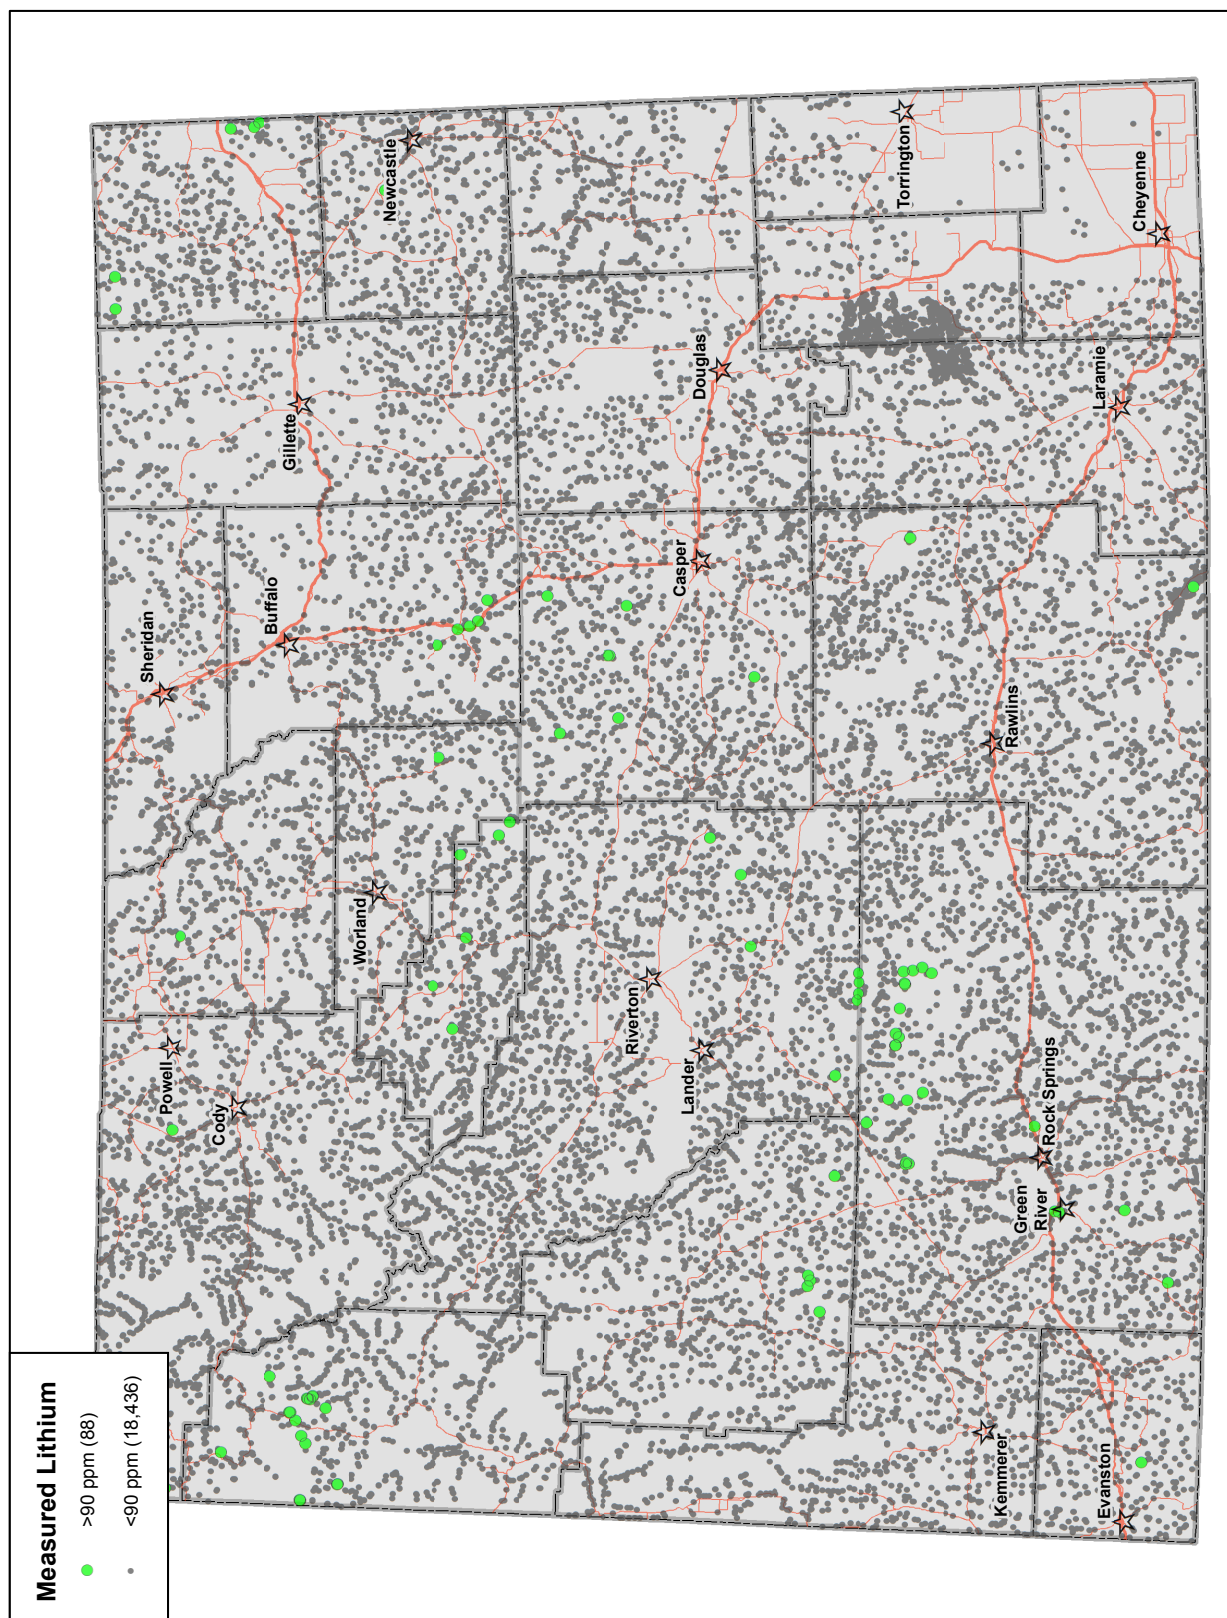 Measured Lithium
>90 ppm (88)
<90 ppm (18,436)
Sheridan
Powell
Cody
Buffalo
Gillette
Worland
Newcastle
Riverton
Lander
Casper
Douglas
Torrington
Kemmerer
Green
River
Rock Springs
Rawlins
Evanston
Laramie
Cheyenne